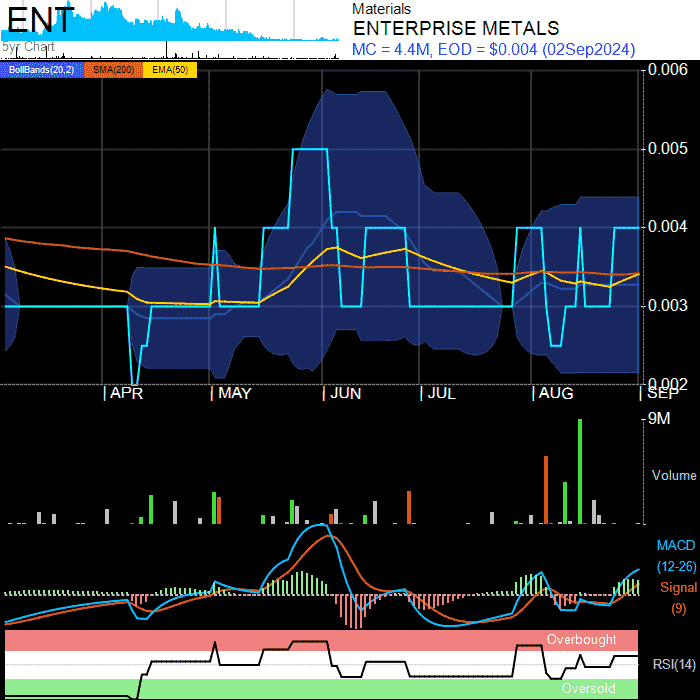 ENT
5yr Chart
Materials
ENTERPRISE METALS
MC = 4.4M, EOD = $0.004 (02Sep2024)
BollBands(20,2) SMA(200) EMA(50)
0.006
0.005
0.004
0.003
0.002
APR MAY JUN JUL AUG SEP
9M
Volume
MACD
(12-26)
Signal
(9)
Overbought
RSI(14)
Oversold